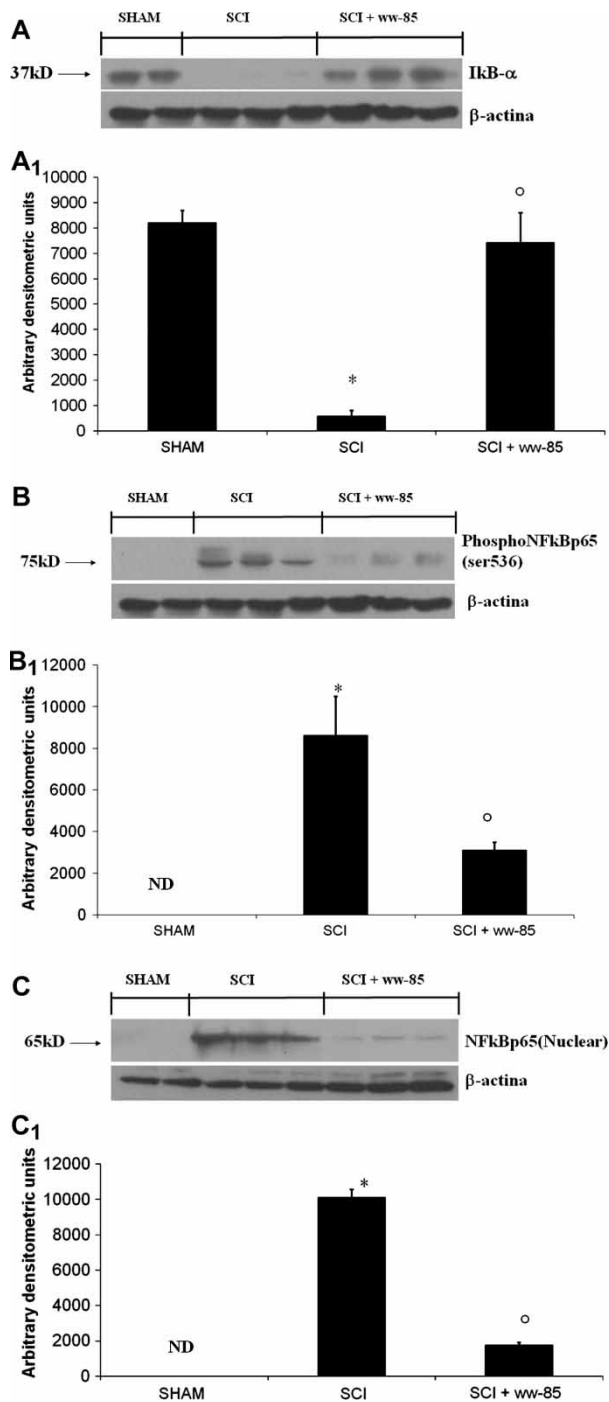 A
SHAM SCI SCI + ww-85
37kD
IkB-α
β-actina
A1
Arbitrary densitometric units
10000
9000
8000
7000
6000
5000
4000
3000
2000
1000
0
*
°
SHAM SCI SCI + ww-85
B
SHAM SCI SCI + ww-85
75kD
PhosphoNFkBp65
(ser536)
β-actina
B1
Arbitrary densitometric units
12000
10000
8000
6000
4000
2000
0
ND
*
°
SHAM SCI SCI + ww-85
C
SHAM SCI SCI + ww-85
65kD
NFkBp65(Nuclear)
β-actina
C1
Arbitrary densitometric units
12000
10000
8000
6000
4000
2000
0
ND
*
°
SHAM SCI SCI + ww-85